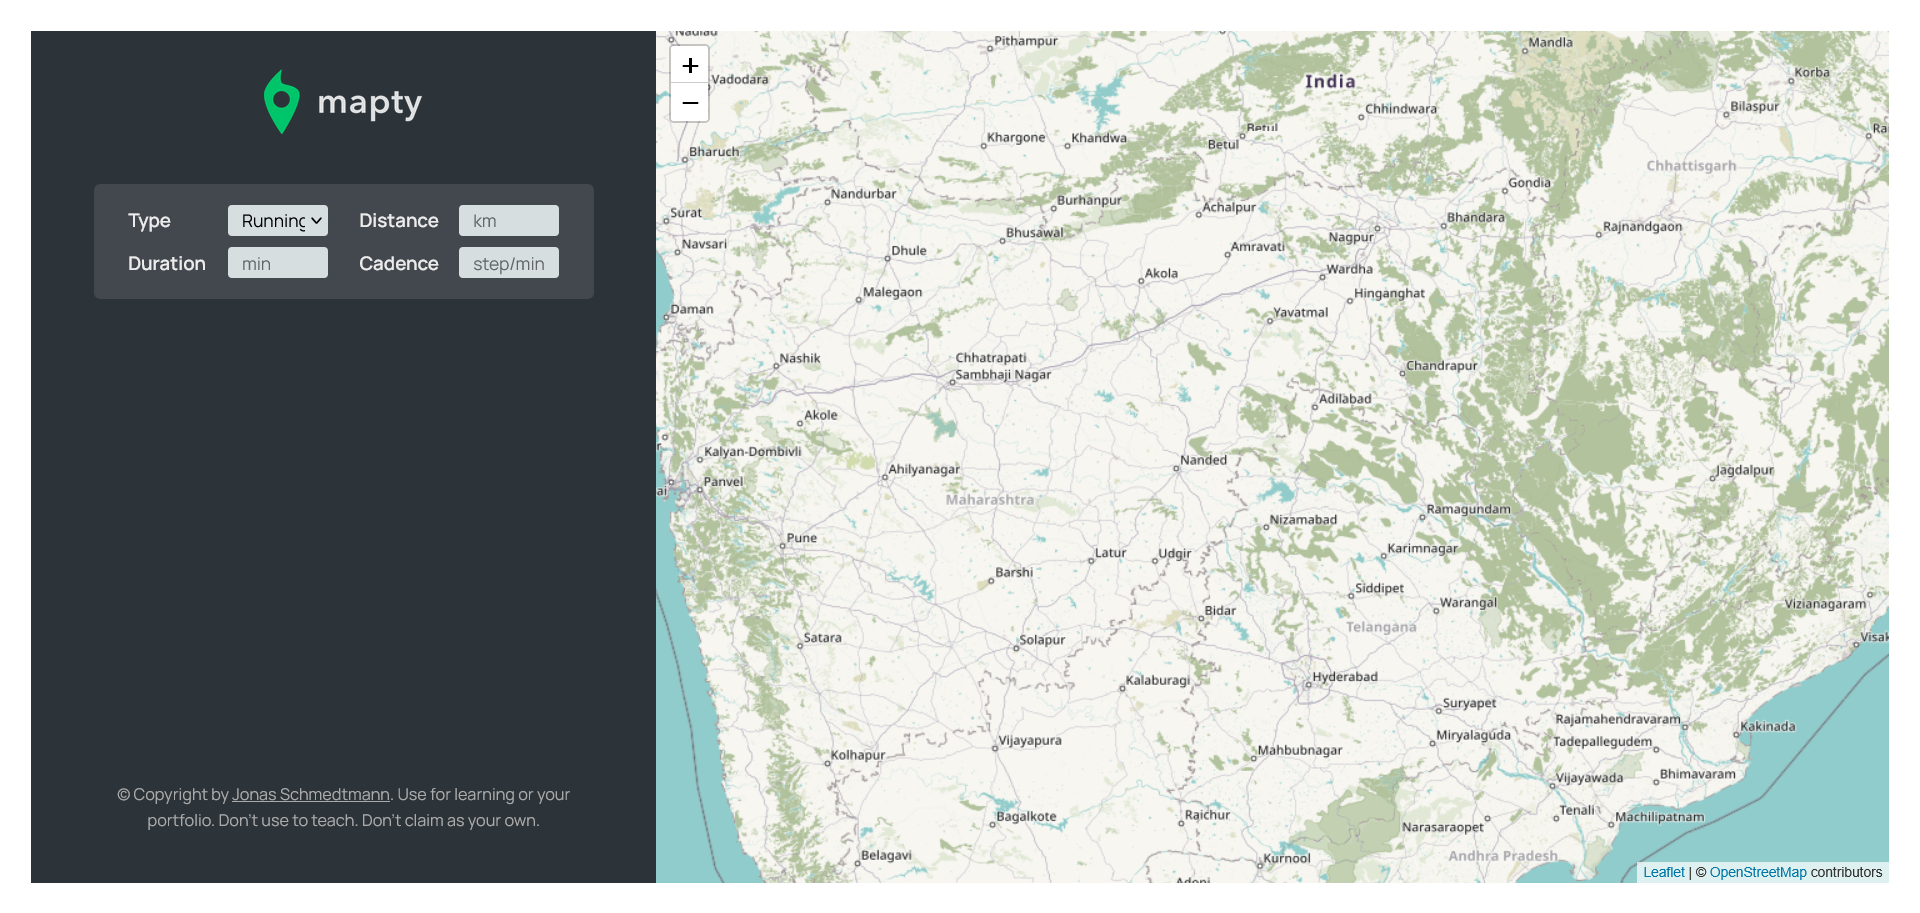 mapty
Type
Running
Distance
km
Duration
min
Cadence
step/min
© Copyright by Jonas Schmedtmann. Use for learning or your
portfolio. Don't use to teach. Don't claim as your own.
+
−
Nadiad
Pithampur
Mandla
Vadodara
India
Korba
Chhindwara
Bilaspur
Khargone
Khandwa
Betul
Betul
Bharuch
Chhattisgarh
Nandurbar
Gondia
Burhanpur
Achalpur
Surat
Bhandara
Rajnandgaon
Bhusawal
Nagpur
Navsari
Dhule
Amravati
Akola
Wardha
Malegaon
Hinganghat
Daman
Yavatmal
Nashik
Chhatrapati
Sambhaji Nagar
Chandrapur
Adilabad
Akole
Kalyan-Dombivli
Nanded
Ahilyanagar
Jagdalpur
Panvel
Maharashtra
Ramagundam
Nizamabad
Pune
Karimnagar
Latur
Udgir
Barshi
Siddipet
Warangal
Vizianagaram
Bidar
Telangana
Satara
Solapur
Hyderabad
Kalaburagi
Suryapet
Rajamahendravaram
Kakinada
Miryalaguda
Tadepallegudem
Vijayapura
Mahbubnagar
Kolhapur
Bhimavaram
Vijayawada
Tenali
Machilipatnam
Bagalkote
Raichur
Narasaraopet
Belagavi
Kurnool
Andhra Pradesh
Leaflet | © OpenStreetMap contributors